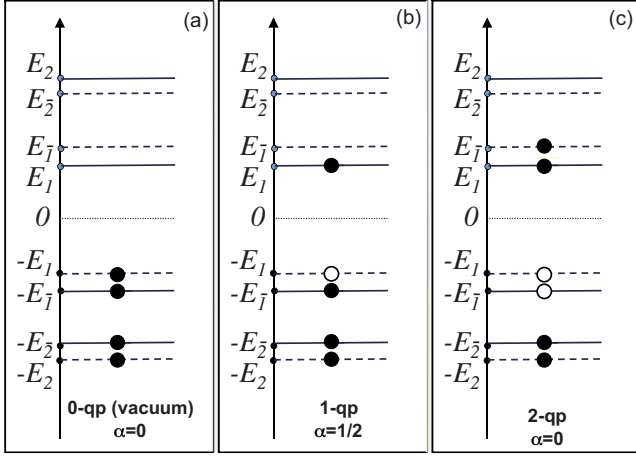 (a)
E₂
E₂̄
E₁̄
E₁
0
-E₁
-E₁̄
-E₂̄
-E₂
0-qp (vacuum)
α=0
(b)
E₂
E₂̄
E₁̄
E₁
0
-E₁
-E₁̄
-E₂̄
-E₂
1-qp
α=1/2
(c)
E₂
E₂̄
E₁̄
E₁
0
-E₁
-E₁̄
-E₂̄
-E₂
2-qp
α=0